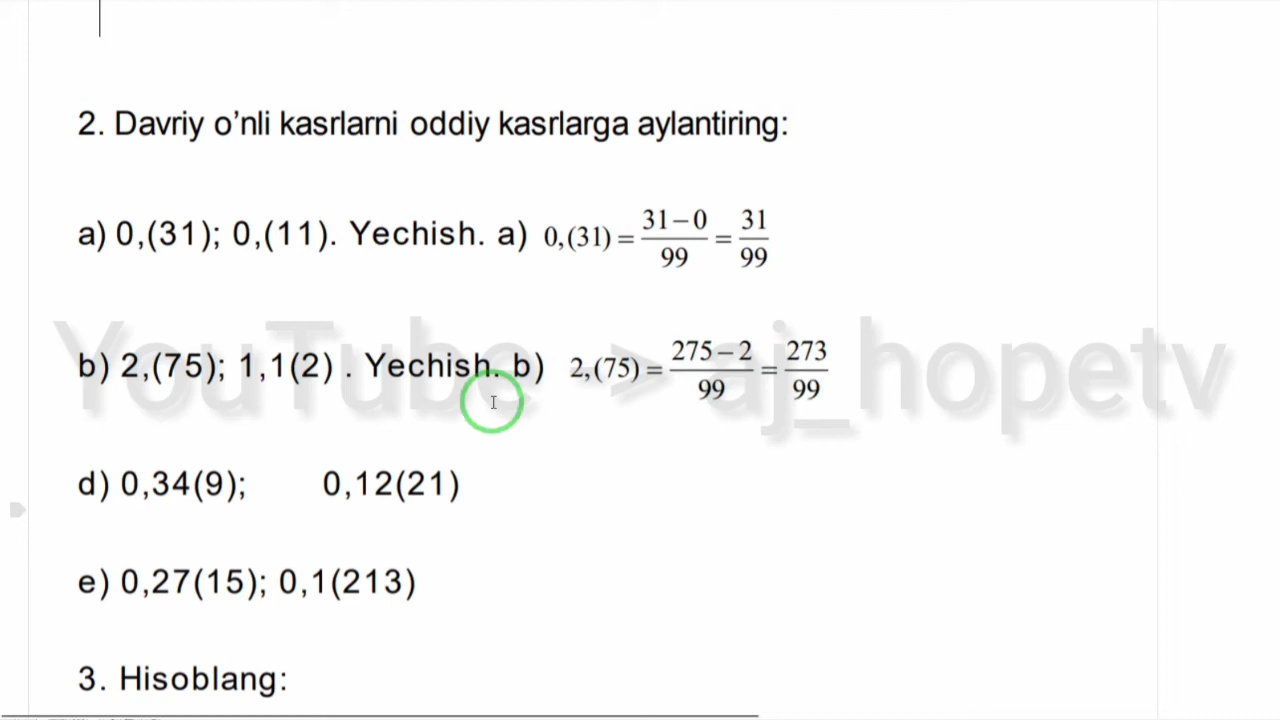 2. Davriy o’nli kasrlarni oddiy kasrlarga aylantiring:
a) 0,(31); 0,(11). Yechish. a) 0,(31) = 31−0/99 = 31/99
b) 2,(75); 1,1(2) . Yechish. b) 2,(75) = 275−2/99 = 273/99
YouTube > aj_hopetv
d) 0,34(9); 0,12(21)
e) 0,27(15); 0,1(213)
3. Hisoblang: